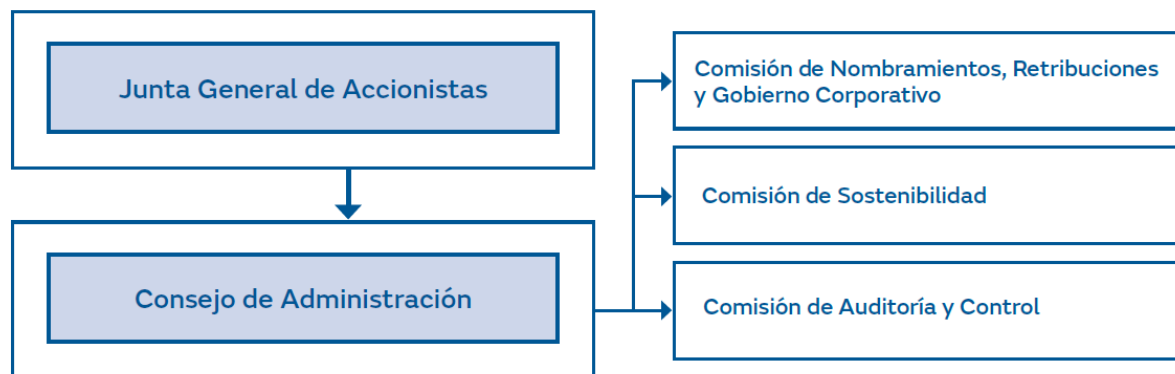 Junta General de Accionistas
Consejo de Administración
Comisión de Nombramientos, Retribuciones
y Gobierno Corporativo
Comisión de Sostenibilidad
Comisión de Auditoría y Control